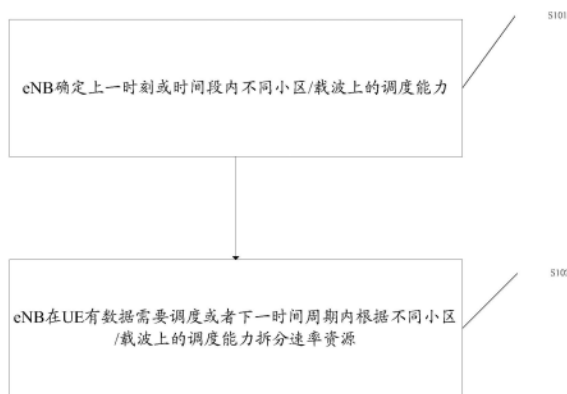 S101
eNB确定上一时刻或时间段内不同小区/载波上的调度能力
eNB在UE有数据需要调度或者下一时间周期内根据不同小区
/载波上的调度能力拆分速率资源